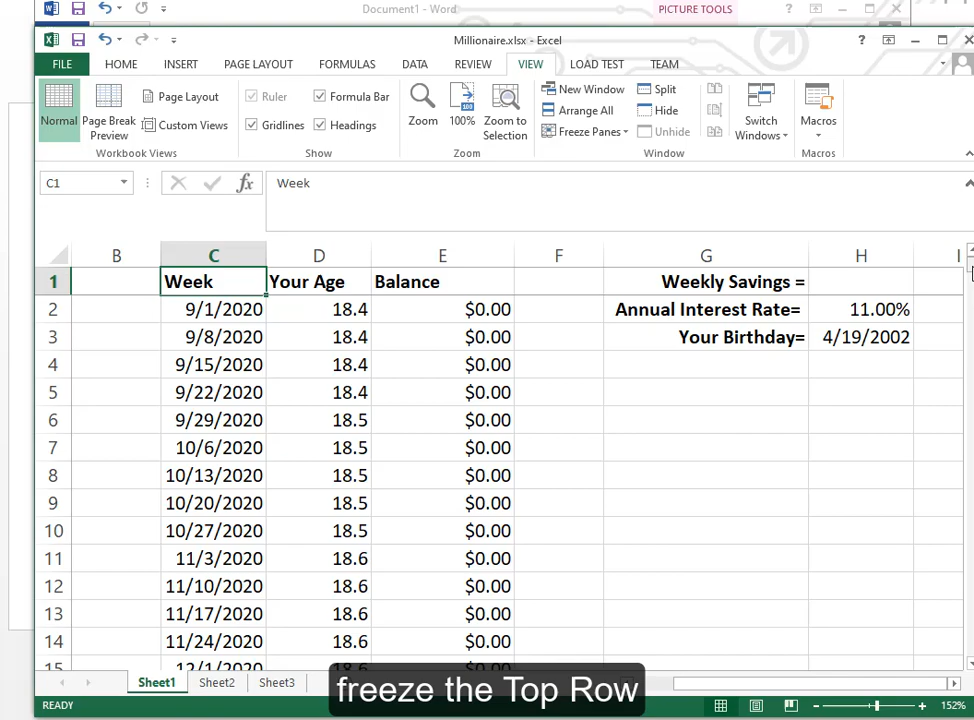 Document1 - Word
PICTURE TOOLS
?
Millionaire.xlsx - Excel
?
FILE HOME INSERT PAGE LAYOUT FORMULAS DATA REVIEW VIEW LOAD TEST TEAM
Normal
Page Break Preview
Page Layout
Custom Views
Workbook Views
Ruler
Formula Bar
Gridlines
Headings
Show
Zoom
100%
Zoom to Selection
Zoom
New Window
Arrange All
Freeze Panes
Split
Hide
Unhide
Switch Windows
Window
Macros
Macros
C1 fx Week
B C D E F G H I
1 Week Your Age Balance Weekly Savings =
2 9/1/2020 18.4 $0.00 Annual Interest Rate= 11.00%
3 9/8/2020 18.4 $0.00 Your Birthday= 4/19/2002
4 9/15/2020 18.4 $0.00
5 9/22/2020 18.4 $0.00
6 9/29/2020 18.5 $0.00
7 10/6/2020 18.5 $0.00
8 10/13/2020 18.5 $0.00
9 10/20/2020 18.5 $0.00
10 10/27/2020 18.5 $0.00
11 11/3/2020 18.6 $0.00
12 11/10/2020 18.6 $0.00
13 11/17/2020 18.6 $0.00
14 11/24/2020 18.6 $0.00
15 12/1/2020 18.6
Sheet1 Sheet2 Sheet3
freeze the Top Row
READY 152%